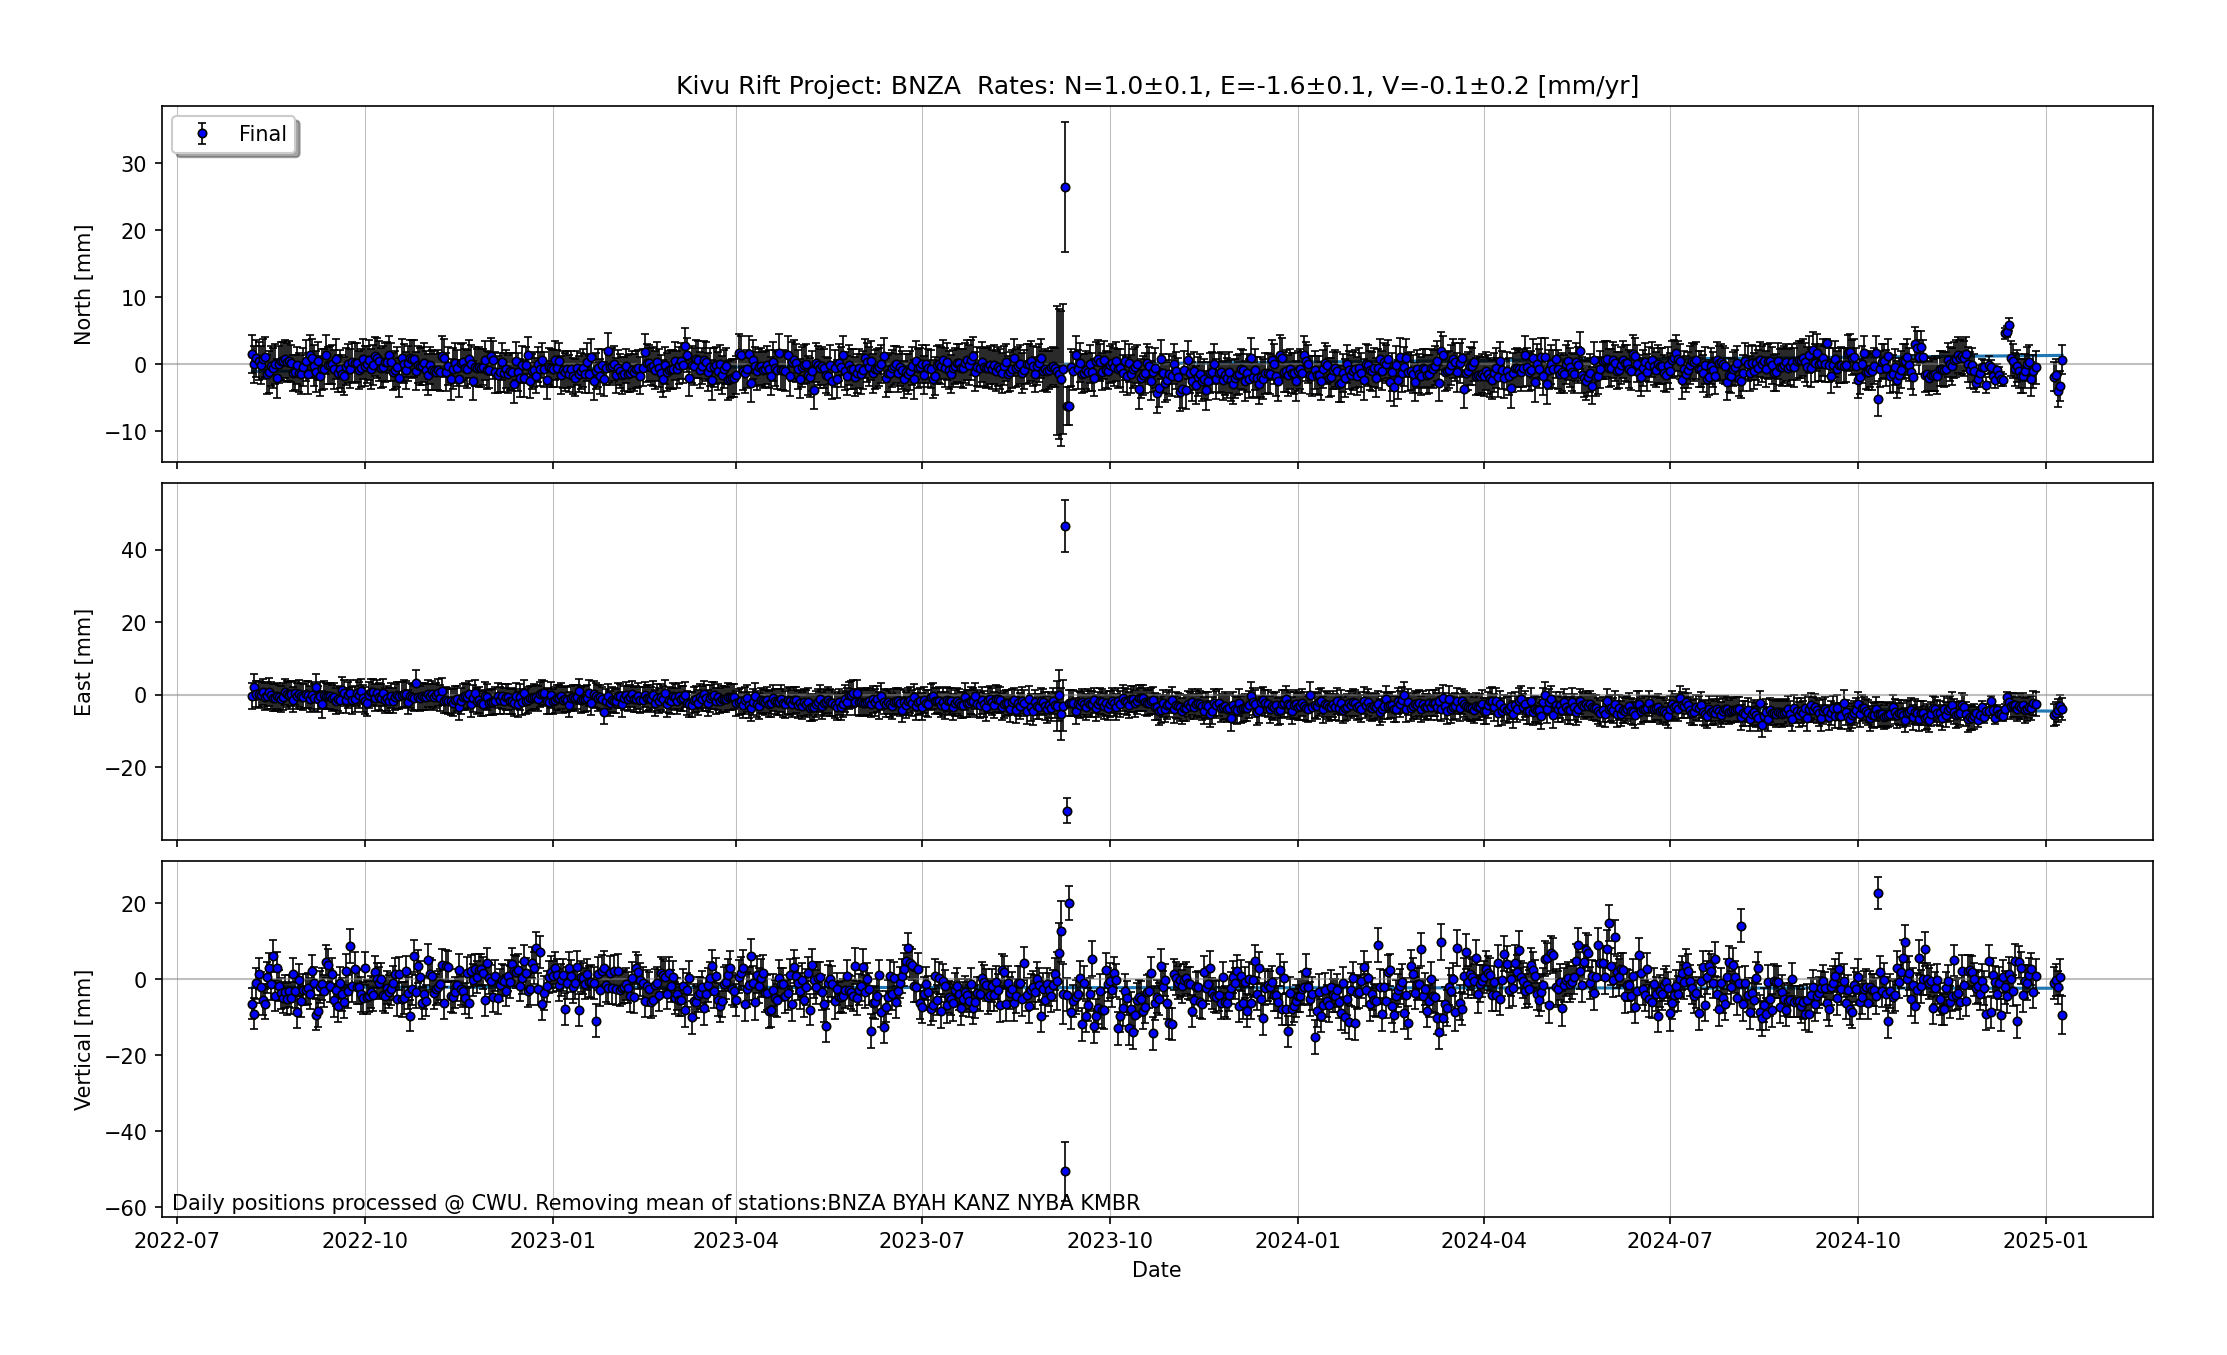 Kivu Rift Project: BNZA  Rates: N=1.0±0.1, E=-1.6±0.1, V=-0.1±0.2 [mm/yr]
Final
North [mm]
30
20
10
0
−10
East [mm]
40
20
0
−20
Vertical [mm]
20
0
−20
−40
−60
Daily positions processed @ CWU. Removing mean of stations:BNZA BYAH KANZ NYBA KMBR
2022-07 2022-10 2023-01 2023-04 2023-07 2023-10 2024-01 2024-04 2024-07 2024-10 2025-01
Date